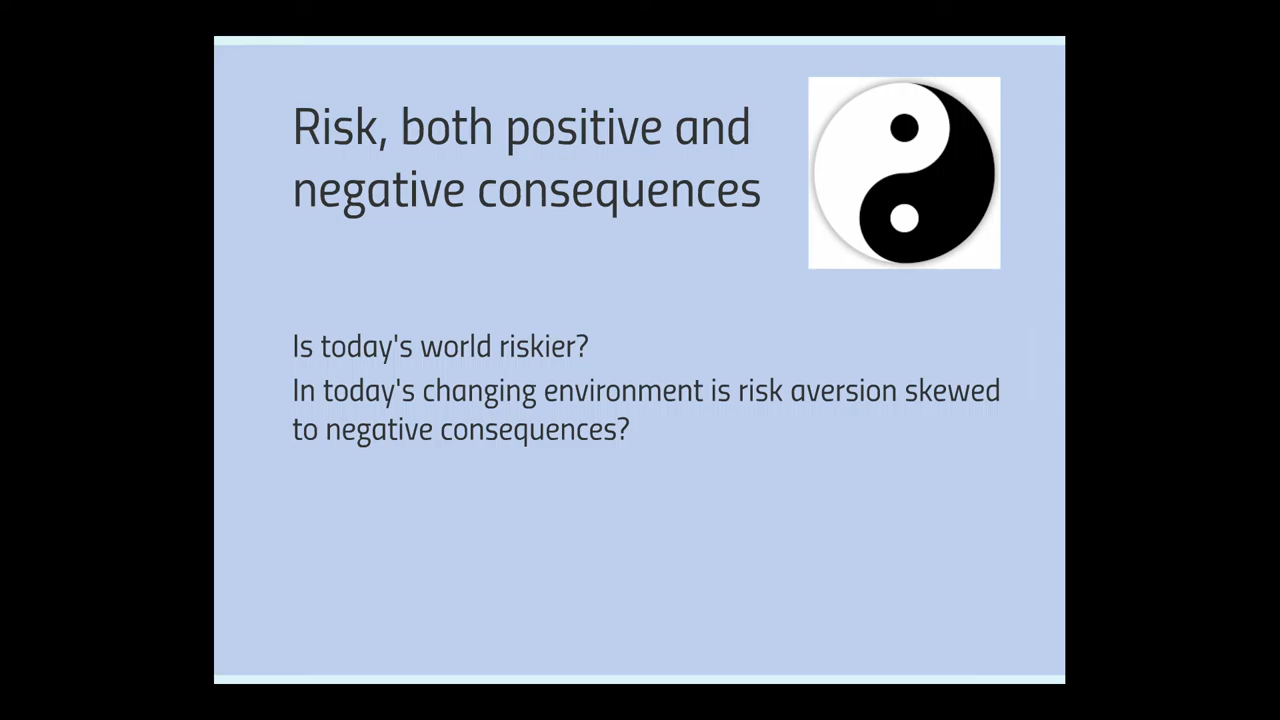 Risk, both positive and
negative consequences
Is today's world riskier?
In today's changing environment is risk aversion skewed
to negative consequences?